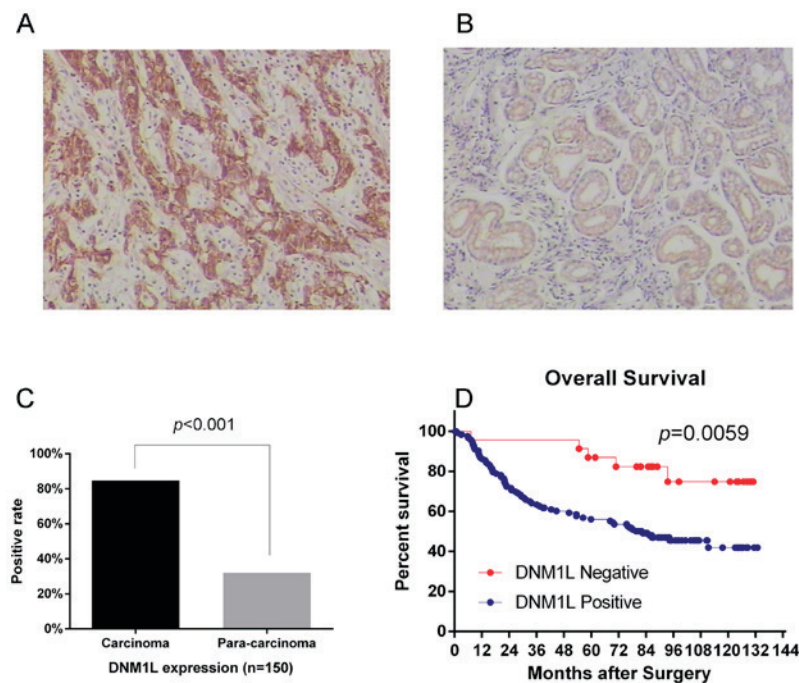 A
B
C
p<0.001
100%
80%
60%
40%
20%
0%
Positive rate
Carcinoma
Para-carcinoma
DNM1L expression (n=150)
D
Overall Survival
p=0.0059
100
80
60
40
20
0
Percent survival
DNM1L Negative
DNM1L Positive
0 12 24 36 48 60 72 84 96 108 120 132 144
Months after Surgery